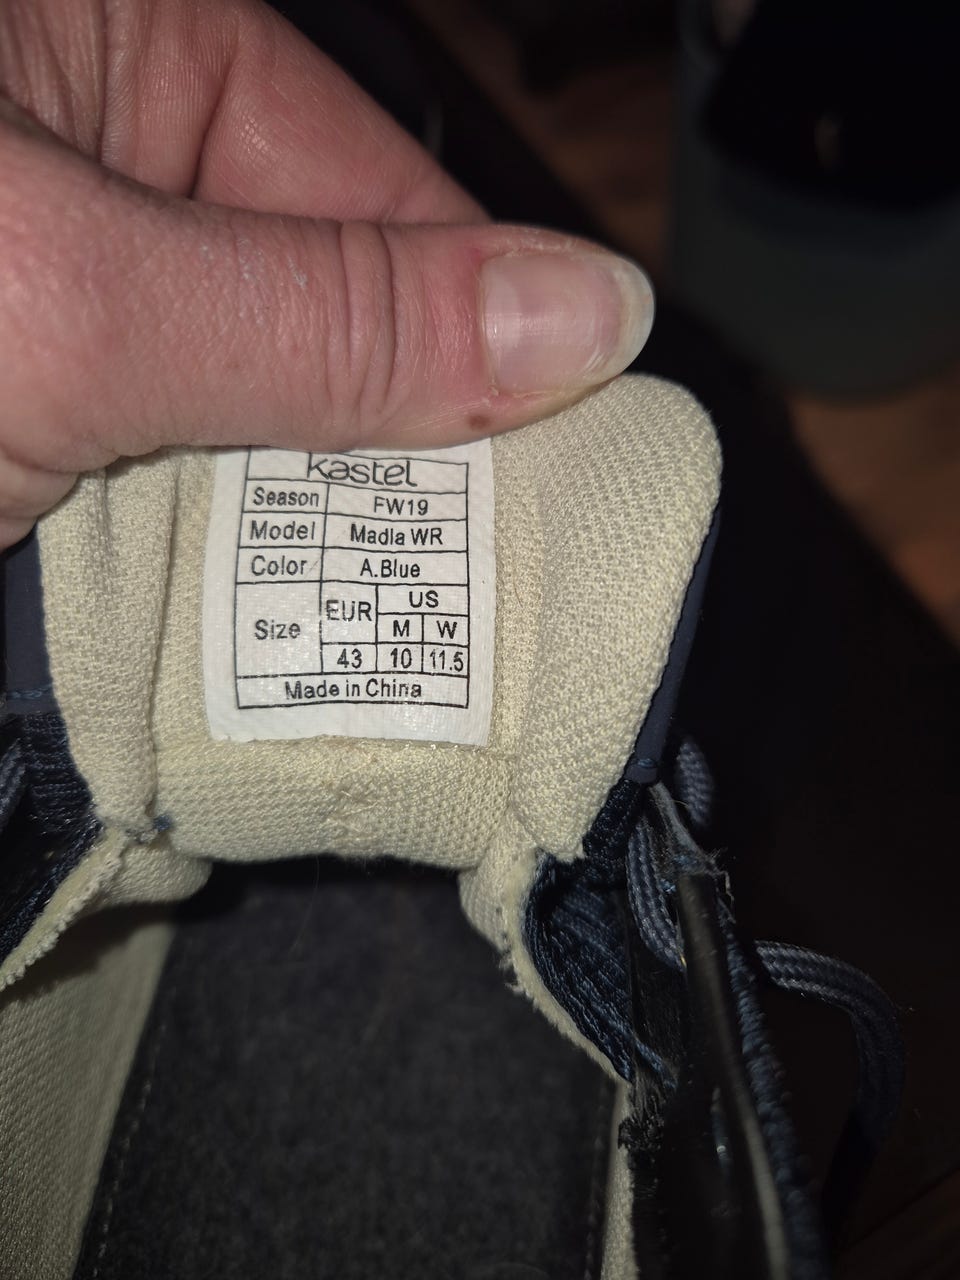 kastel
Season FW19
Model Madla WR
Color A.Blue
Size EUR US
M W
43 10 11.5
Made in China